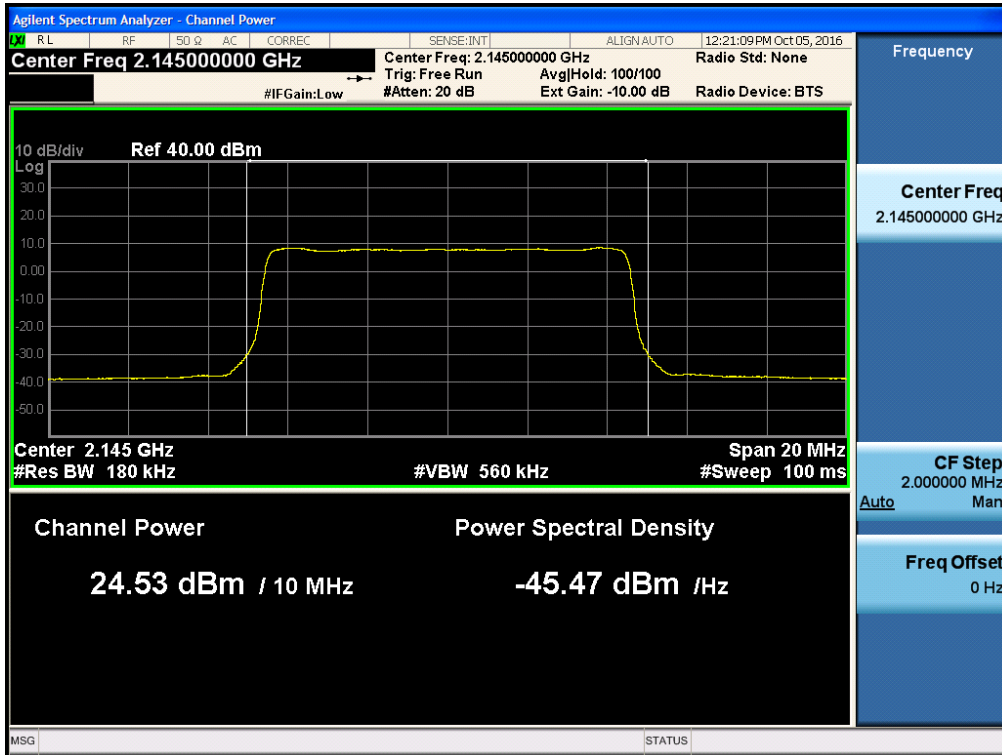 Agilent Spectrum Analyzer - Channel Power
LXI RL RF 50 Ω AC CORREC SENSE:INT ALIGN AUTO 12:21:09 PM Oct 05, 2016
Center Freq 2.145000000 GHz
Center Freq: 2.145000000 GHz Radio Std: None
Trig: Free Run Avg|Hold: 100/100
#IFGain:Low #Atten: 20 dB Ext Gain: -10.00 dB Radio Device: BTS
Frequency
10 dB/div Ref 40.00 dBm
Log
30.0
20.0
10.0
0.00
-10.0
-20.0
-30.0
-40.0
-50.0
Center 2.145 GHz Span 20 MHz
#Res BW 180 kHz #VBW 560 kHz #Sweep 100 ms
Channel Power Power Spectral Density
24.53 dBm / 10 MHz -45.47 dBm /Hz
Center Freq
2.145000000 GHz
CF Step
2.000000 MHz
Auto Man
Freq Offset
0 Hz
MSG STATUS